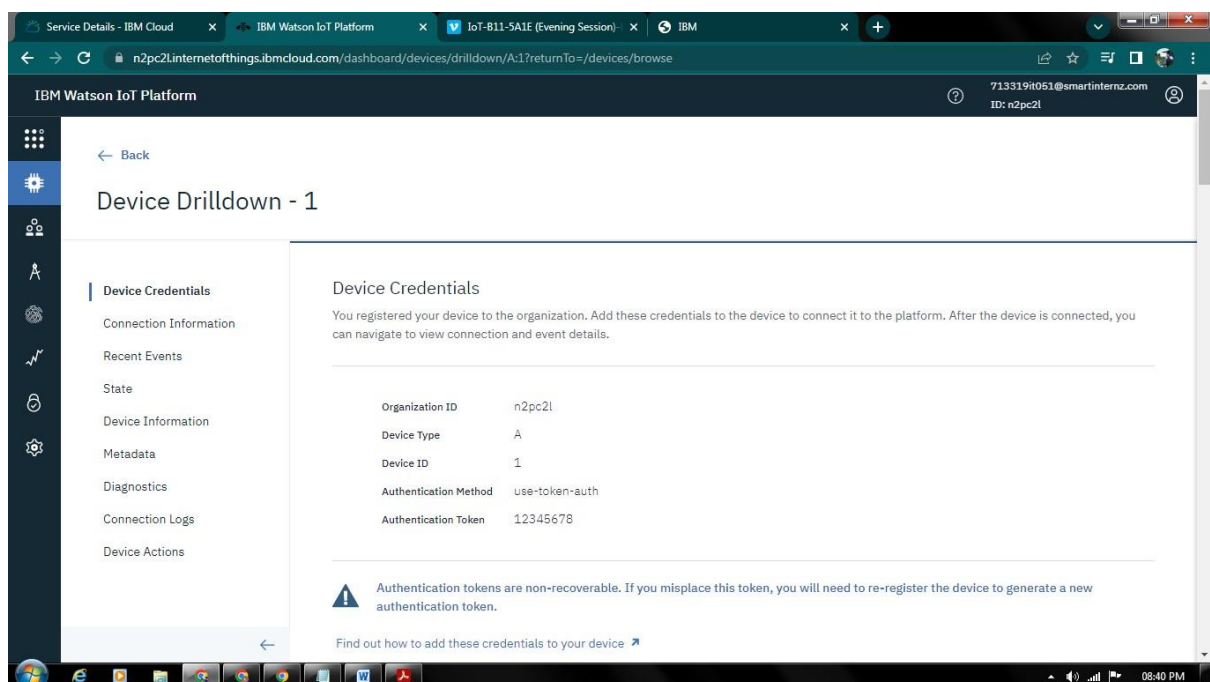 Service Details - IBM Cloud
IBM Watson IoT Platform
IoT-B11-5A1E (Evening Session)-
IBM
n2pc2l.internetofthings.ibmcloud.com/dashboard/devices/drilldown/A:1?returnTo=/devices/browse
IBM Watson IoT Platform
713319it051@smartinternz.com
ID: n2pc2l
Back
Device Drilldown - 1
Device Credentials
Connection Information
Recent Events
State
Device Information
Metadata
Diagnostics
Connection Logs
Device Actions
Device Credentials
You registered your device to the organization. Add these credentials to the device to connect it to the platform. After the device is connected, you
can navigate to view connection and event details.
Organization ID n2pc2l
Device Type A
Device ID 1
Authentication Method use-token-auth
Authentication Token 12345678
Authentication tokens are non-recoverable. If you misplace this token, you will need to re-register the device to generate a new
authentication token.
Find out how to add these credentials to your device
08:40 PM